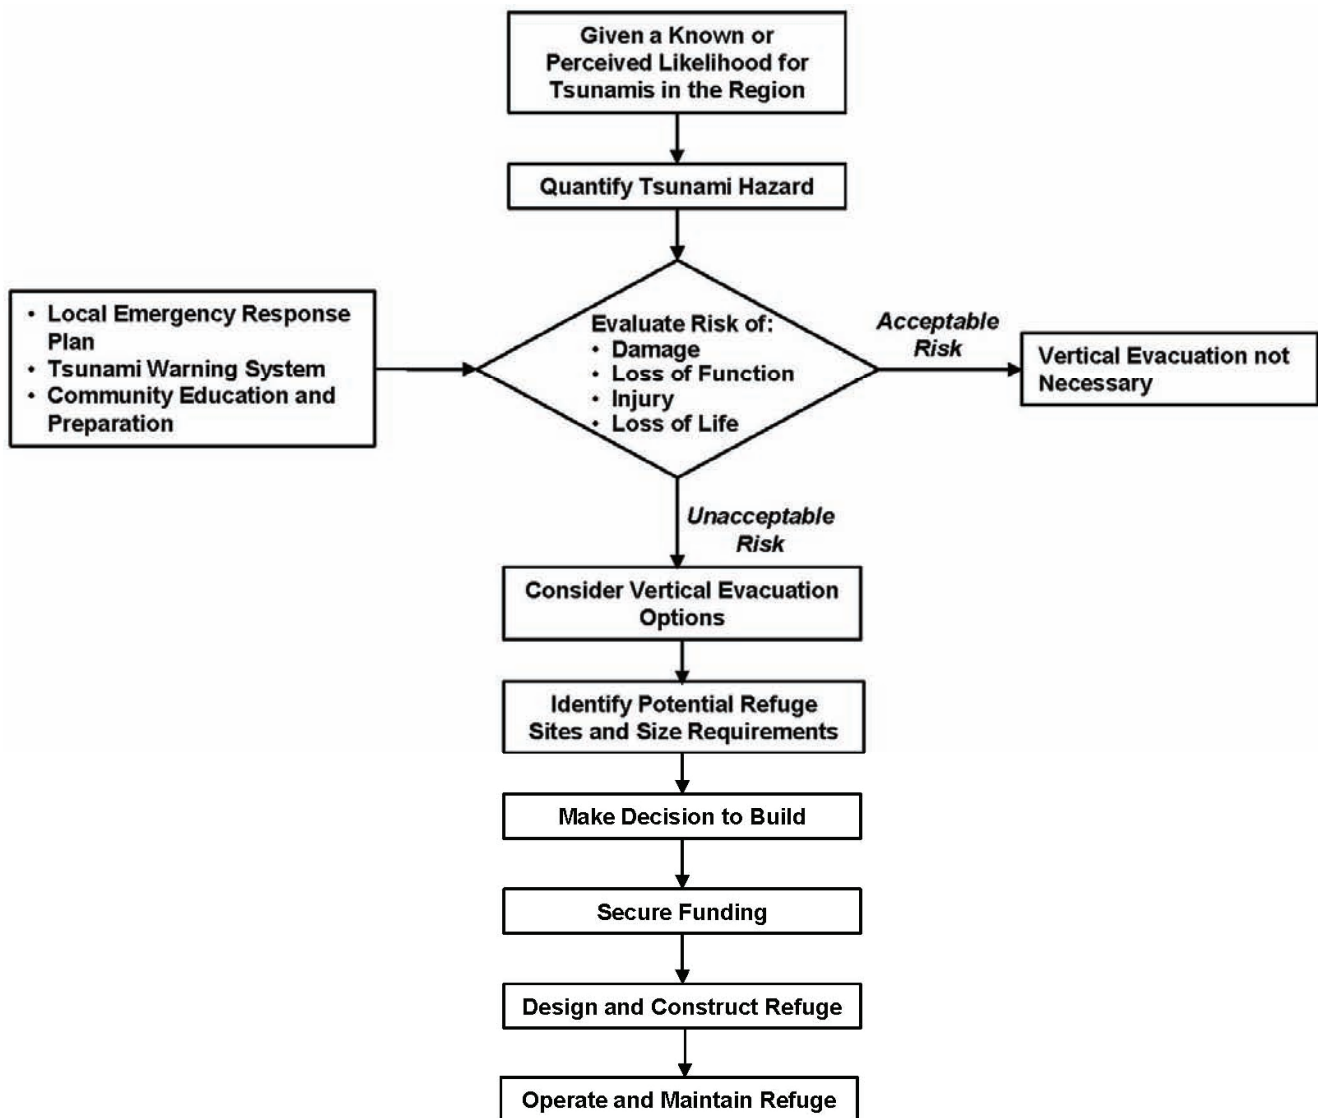 Given a Known or
Perceived Likelihood for
Tsunamis in the Region
Quantify Tsunami Hazard
• Local Emergency Response
Plan
• Tsunami Warning System
• Community Education and
Preparation
Evaluate Risk of:
• Damage
• Loss of Function
• Injury
• Loss of Life
Acceptable
Risk
Vertical Evacuation not
Necessary
Unacceptable
Risk
Consider Vertical Evacuation
Options
Identify Potential Refuge
Sites and Size Requirements
Make Decision to Build
Secure Funding
Design and Construct Refuge
Operate and Maintain Refuge